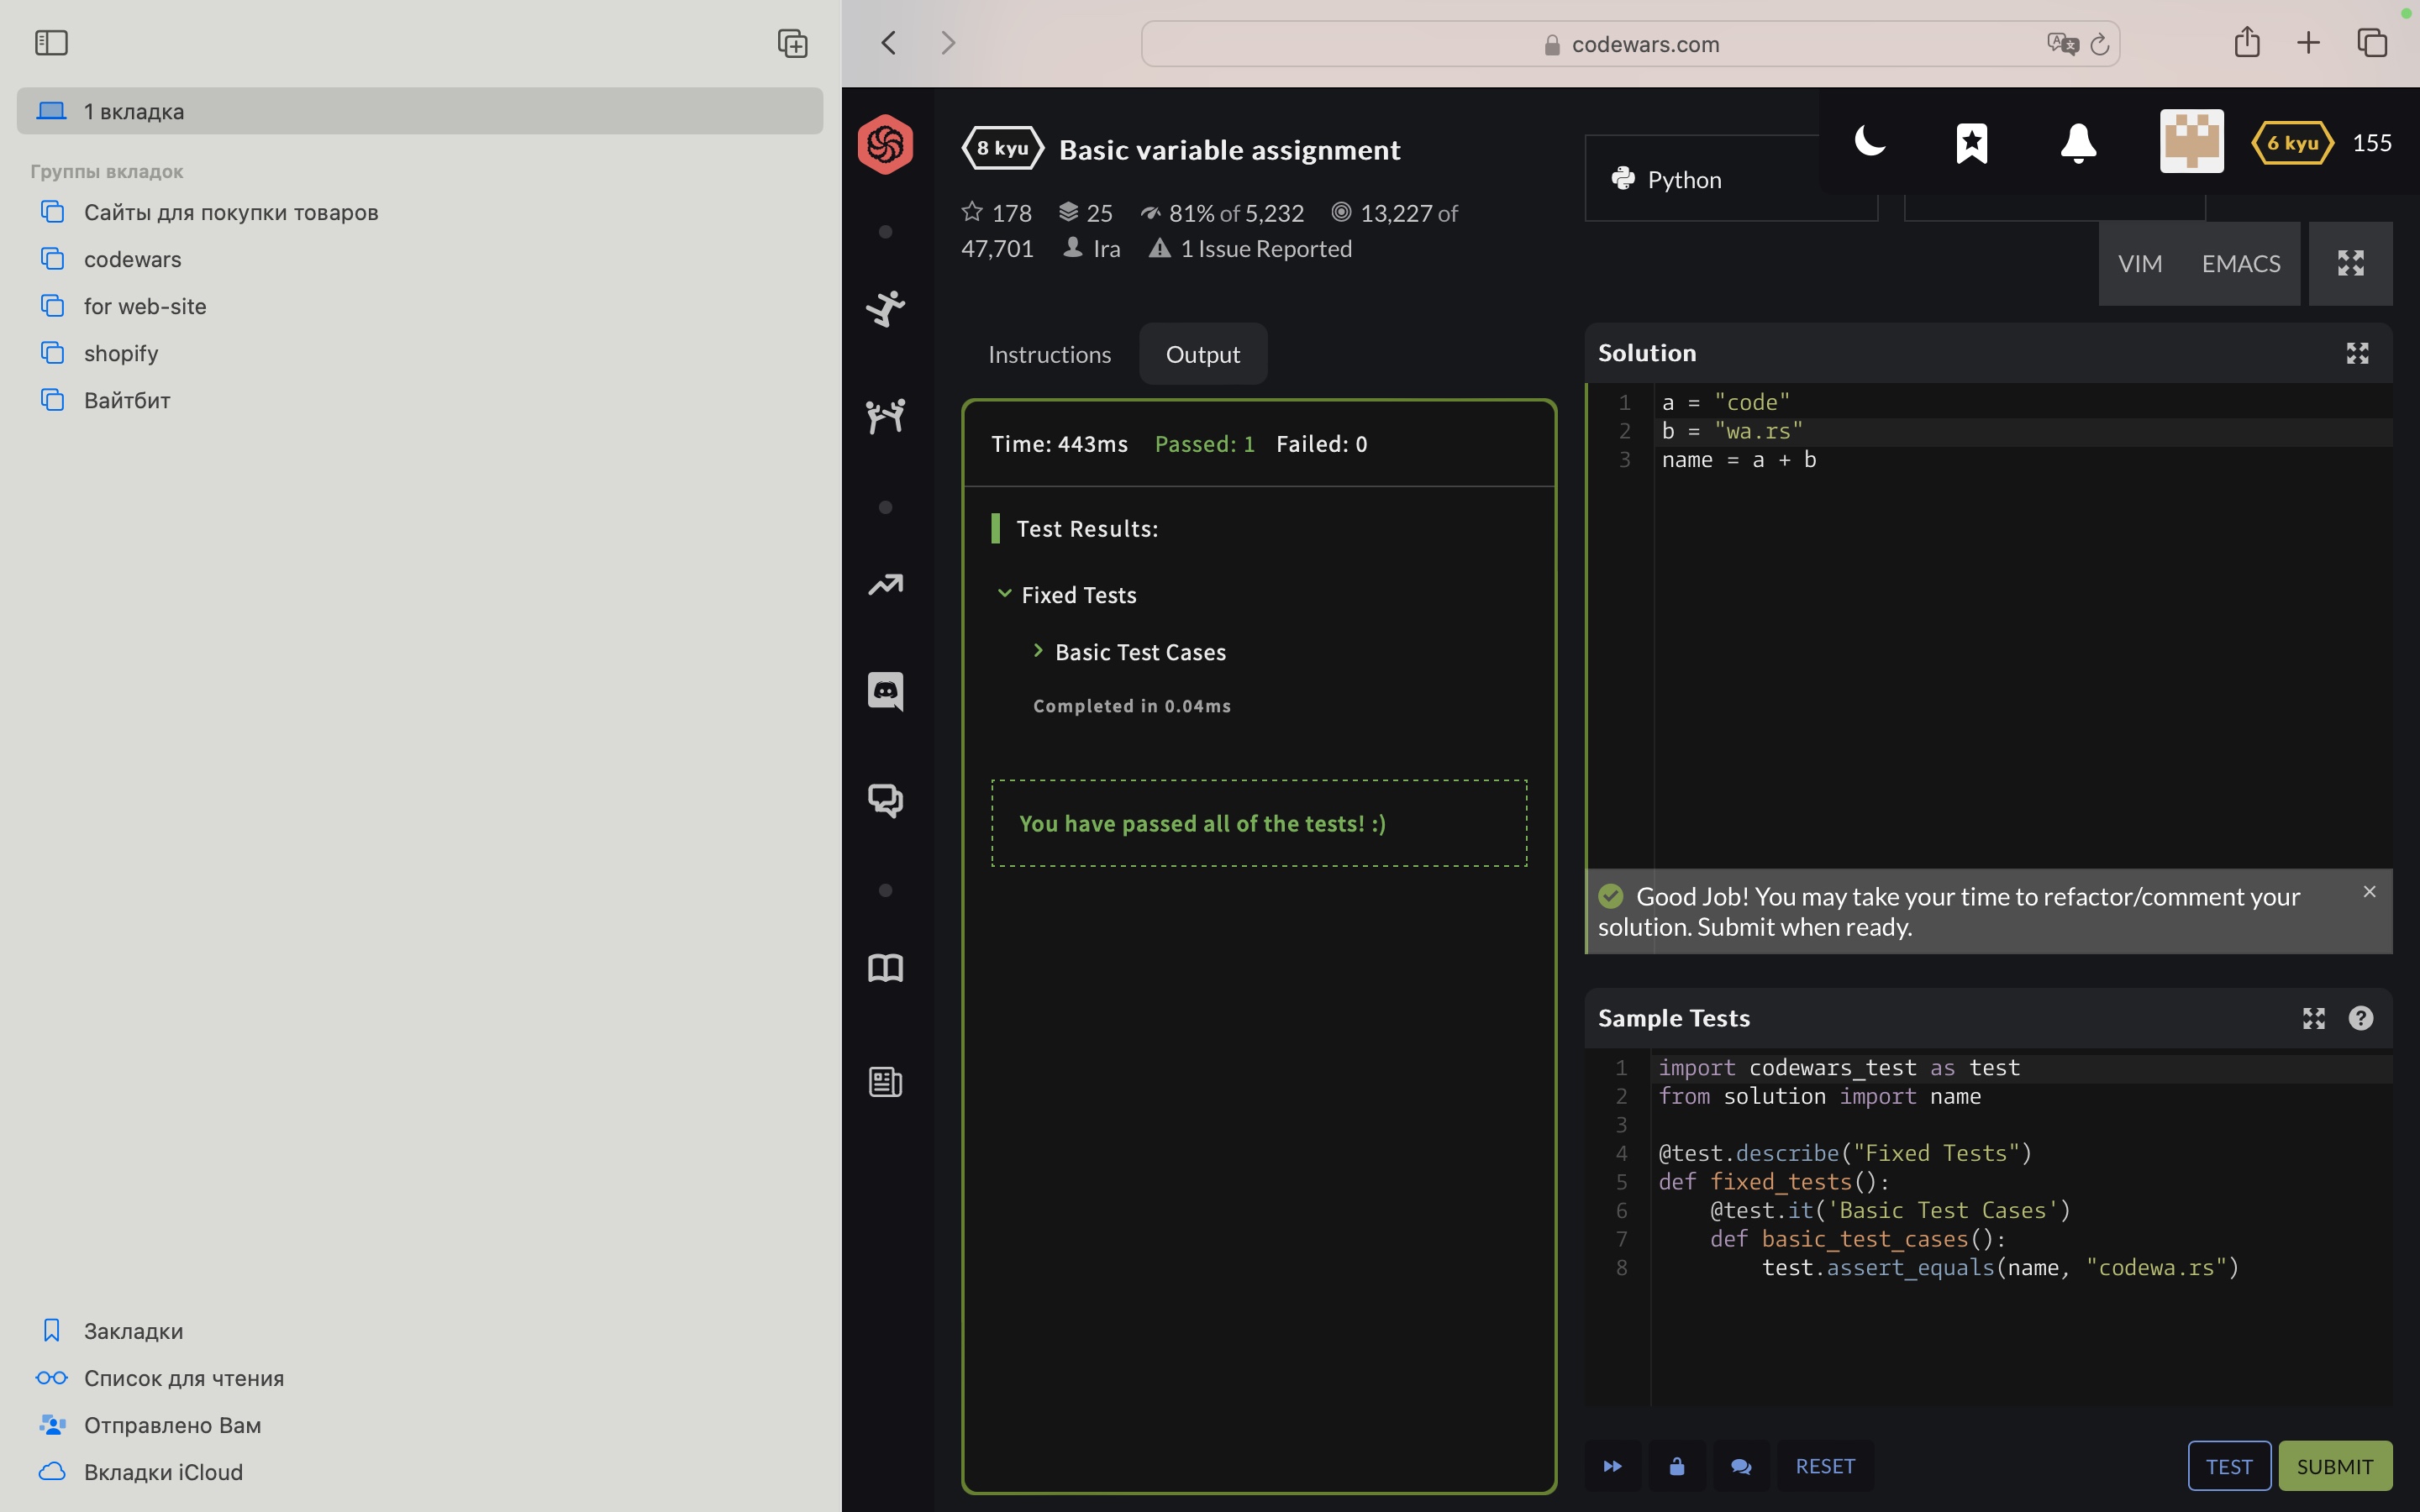 1 вкладка
Группы вкладок
Сайты для покупки товаров
codewars
for web-site
shopify
Вайтбит
Закладки
Список для чтения
Отправлено Вам
Вкладки iCloud
codewars.com
8 kyu
Basic variable assignment
178 25 81% of 5,232 13,227 of
47,701 Ira 1 Issue Reported
Python
6 kyu
155
VIM
EMACS
Instructions
Output
Time: 443ms Passed: 1 Failed: 0
Test Results:
Fixed Tests
Basic Test Cases
Completed in 0.04ms
You have passed all of the tests! :)
Solution
1 a = "code"
2 b = "wa.rs"
3 name = a + b
Good Job! You may take your time to refactor/comment your
solution. Submit when ready.
Sample Tests
1 import codewars_test as test
2 from solution import name
3
4 @test.describe("Fixed Tests")
5 def fixed_tests():
6 @test.it('Basic Test Cases')
7 def basic_test_cases():
8 test.assert_equals(name, "codewa.rs")
RESET
TEST
SUBMIT